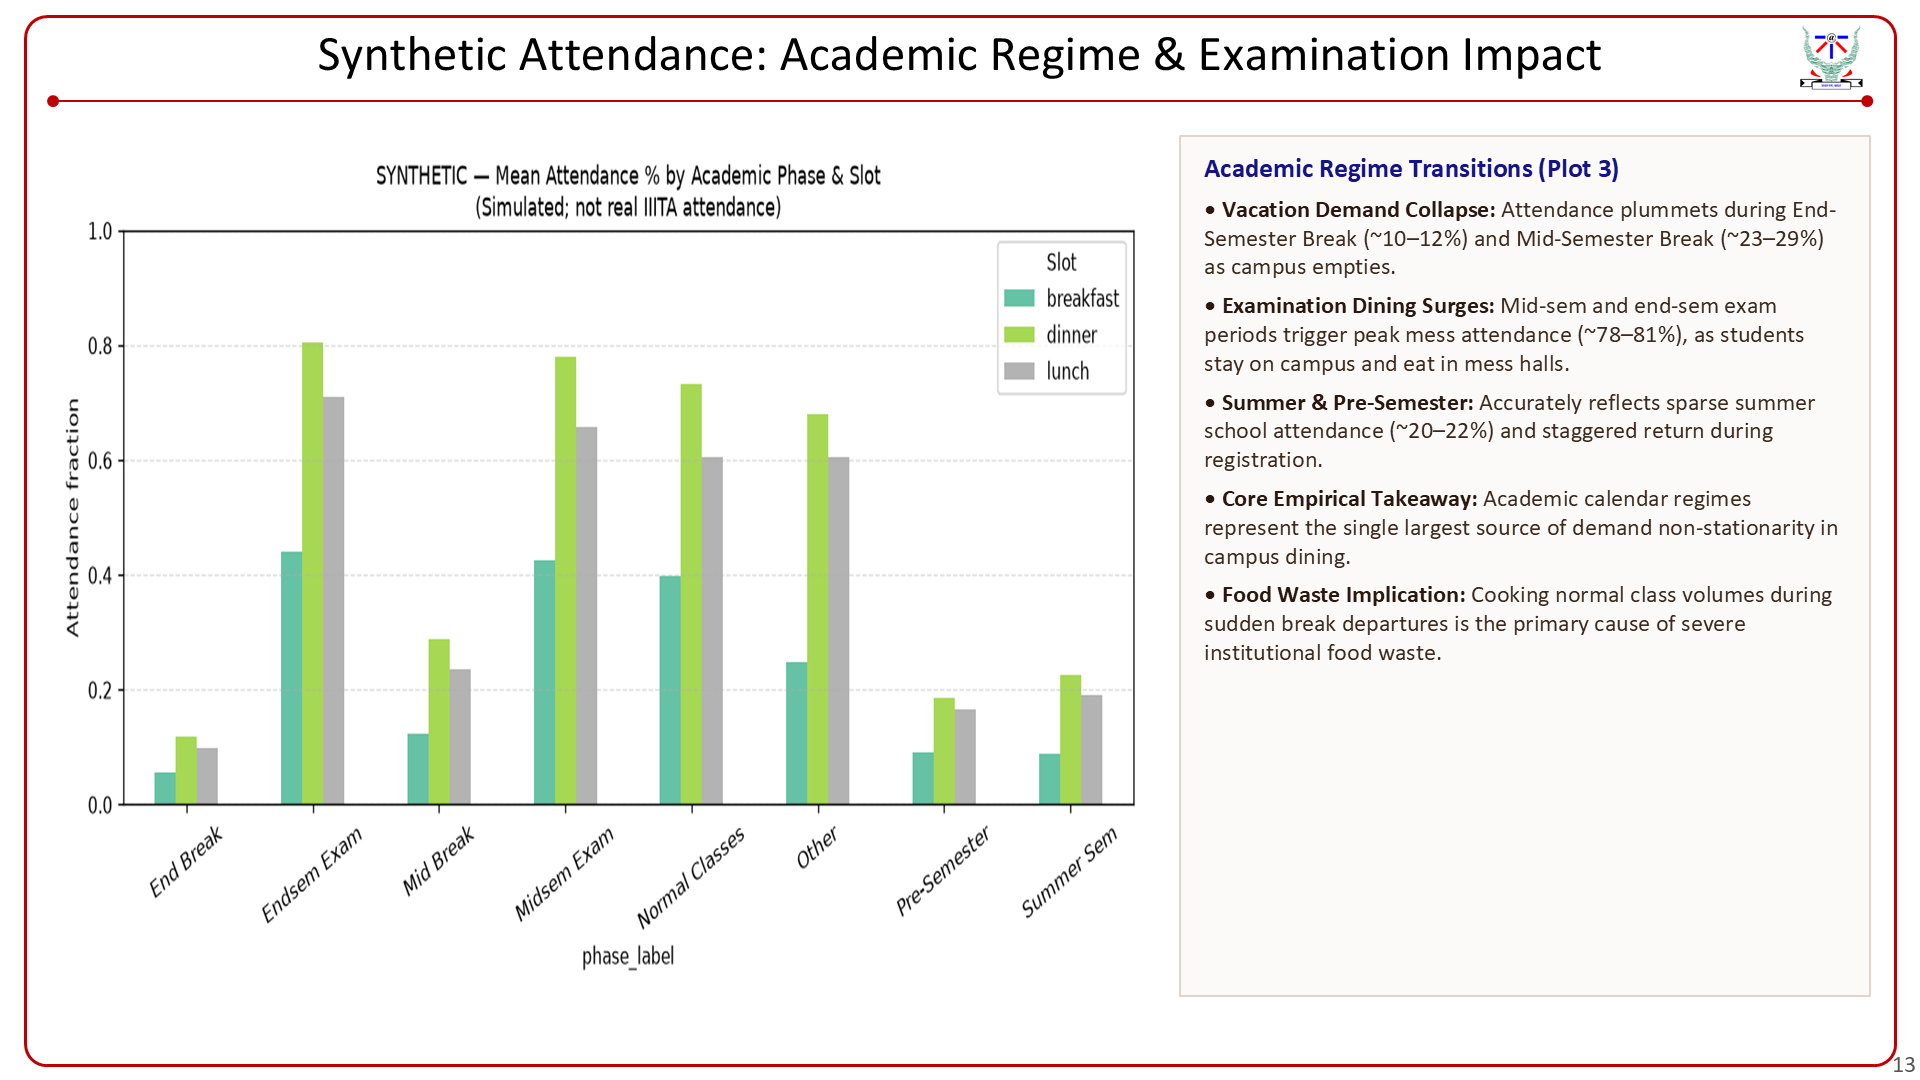 Synthetic Attendance: Academic Regime & Examination Impact
SYNTHETIC — Mean Attendance % by Academic Phase & Slot
(Simulated; not real IIITA attendance)
1.0
0.8
0.6
0.4
0.2
0.0
Attendance fraction
Slot
breakfast
dinner
lunch
End Break
Endsem Exam
Mid Break
Midsem Exam
Normal Classes
Other
Pre-Semester
Summer Sem
phase_label
Academic Regime Transitions (Plot 3)
• Vacation Demand Collapse: Attendance plummets during End-
Semester Break (~10–12%) and Mid-Semester Break (~23–29%)
as campus empties.
• Examination Dining Surges: Mid-sem and end-sem exam
periods trigger peak mess attendance (~78–81%), as students
stay on campus and eat in mess halls.
• Summer & Pre-Semester: Accurately reflects sparse summer
school attendance (~20–22%) and staggered return during
registration.
• Core Empirical Takeaway: Academic calendar regimes
represent the single largest source of demand non-stationarity in
campus dining.
• Food Waste Implication: Cooking normal class volumes during
sudden break departures is the primary cause of severe
institutional food waste.
13